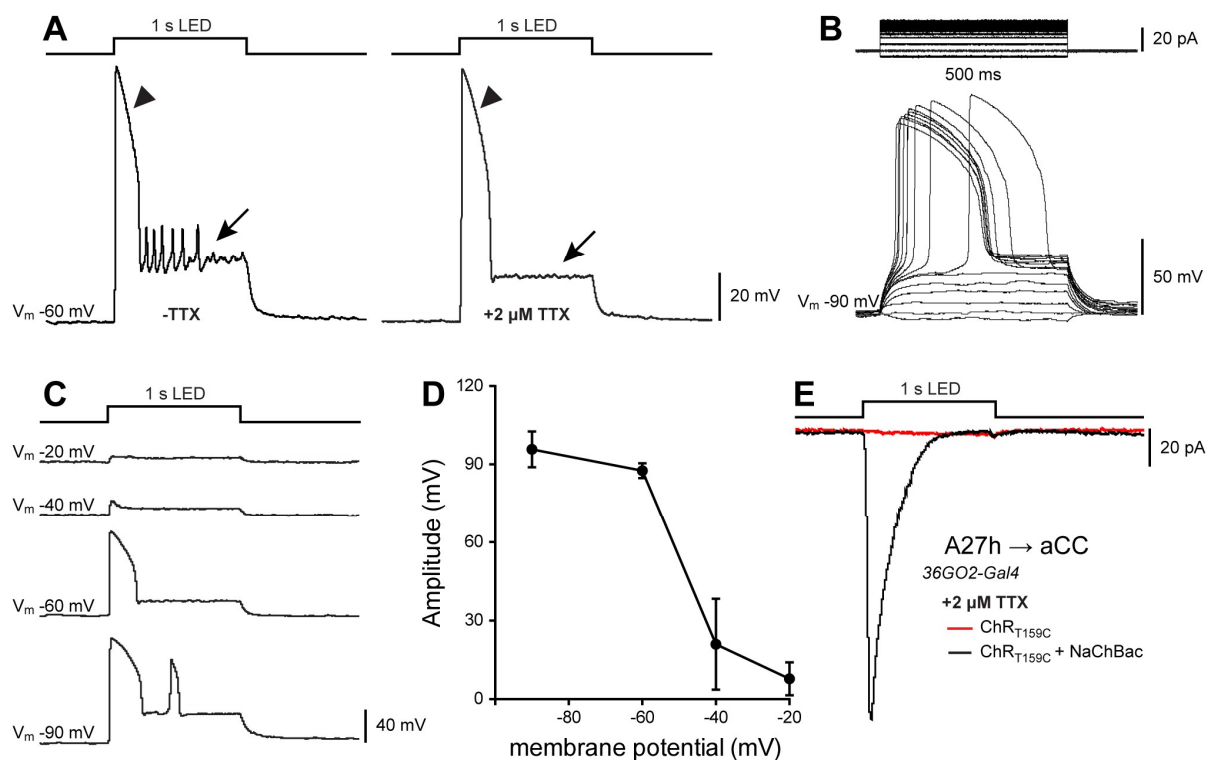 A
1 s LED
1 s LED
Vm -60 mV
-TTX
+2 µM TTX
20 mV
B
20 pA
500 ms
Vm -90 mV
50 mV
C
1 s LED
Vm -20 mV
Vm -40 mV
Vm -60 mV
Vm -90 mV
40 mV
D
120
90
60
30
0
Amplitude (mV)
-80
-60
-40
-20
membrane potential (mV)
E
1 s LED
20 pA
A27h → aCC
36GO2-Gal4
+2 µM TTX
ChRT159C
ChRT159C + NaChBac